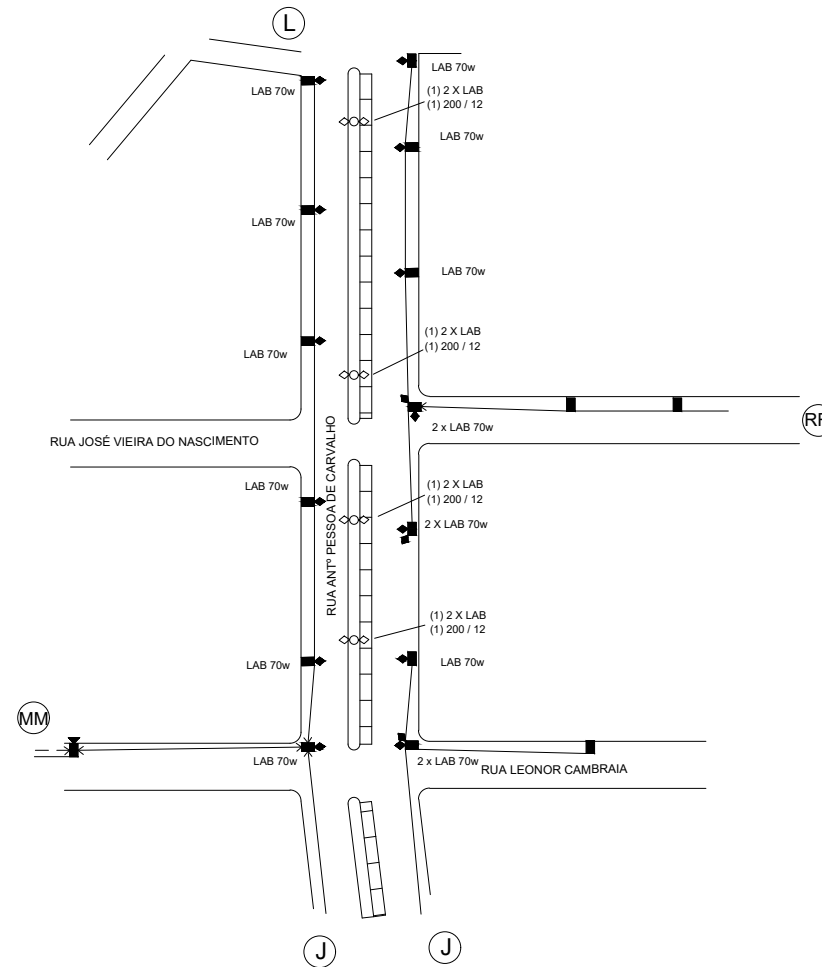 L
LAB 70w
LAB 70w
(1) 2 X LAB
(1) 200 / 12
LAB 70w
LAB 70w
LAB 70w
(1) 2 X LAB
(1) 200 / 12
LAB 70w
RUA JOSÉ VIEIRA DO NASCIMENTO
2 x LAB 70w
RUA ANTº PESSOA DE CARVALHO
LAB 70w
(1) 2 X LAB
(1) 200 / 12
2 X LAB 70w
(1) 2 X LAB
(1) 200 / 12
LAB 70w
LAB 70w
MM
LAB 70w
2 x LAB 70w
RUA LEONOR CAMBRAIA
J
J